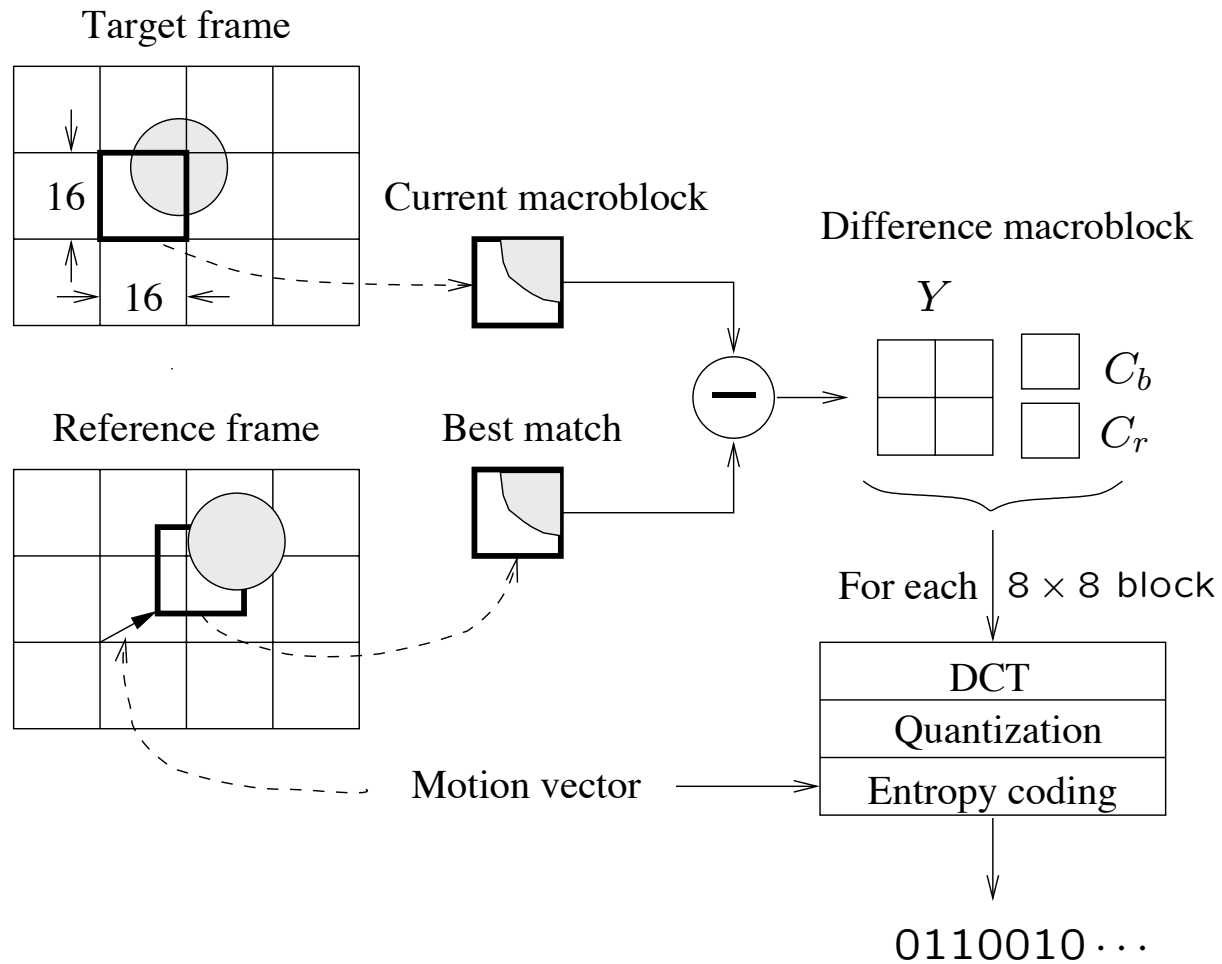 Target frame
16
16
Current macroblock
Difference macroblock
Y
C_b
C_r
Reference frame
Best match
For each 8 × 8 block
DCT
Quantization
Motion vector
Entropy coding
0110010 · · ·